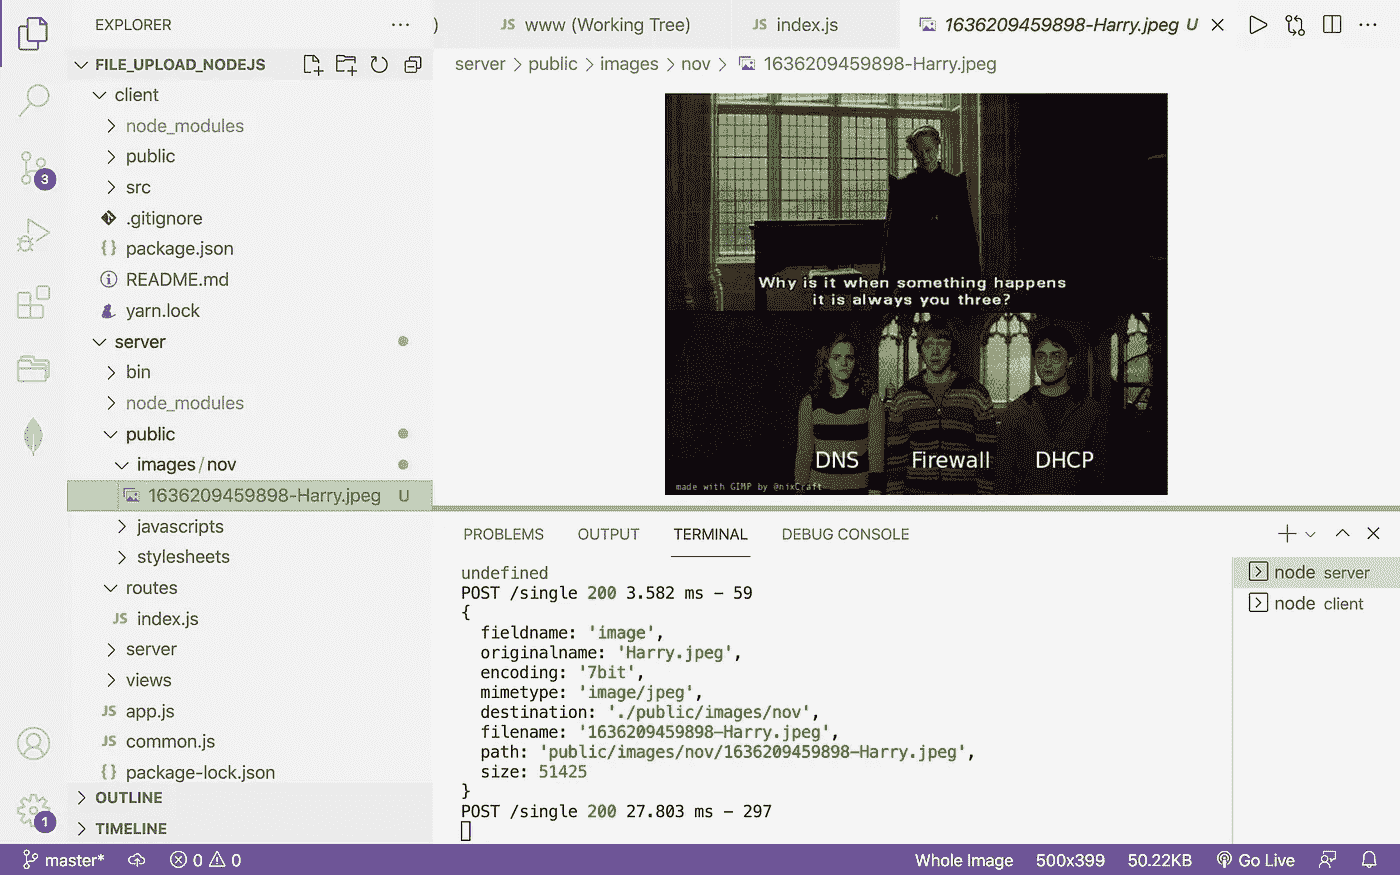 EXPLORER
)
JS www (Working Tree)
JS index.js
1636209459898-Harry.jpeg U
FILE_UPLOAD_NODEJS
server > public > images > nov > 1636209459898-Harry.jpeg
client
node_modules
public
src
.gitignore
{} package.json
README.md
yarn.lock
server
bin
node_modules
public
images/nov
1636209459898-Harry.jpeg U
javascripts
stylesheets
routes
JS index.js
server
views
JS app.js
JS common.js
{} package-lock.json
OUTLINE
TIMELINE
3
1
Why is it when something happens
it is always you three?
DNS Firewall DHCP
made with GIMP by @nixCraft
PROBLEMS OUTPUT TERMINAL DEBUG CONSOLE
undefined
POST /single 200 3.582 ms - 59
{
fieldname: 'image',
originalname: 'Harry.jpeg',
encoding: '7bit',
mimetype: 'image/jpeg',
destination: './public/images/nov',
filename: '1636209459898-Harry.jpeg',
path: 'public/images/nov/1636209459898-Harry.jpeg',
size: 51425
}
POST /single 200 27.803 ms - 297
node server
node client
master* 0 0 Whole Image 500x399 50.22KB Go Live